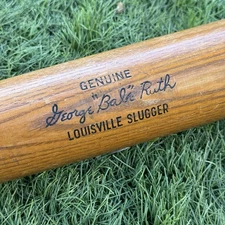 GENUINE
George "Babe" Ruth
LOUISVILLE SLUGGER